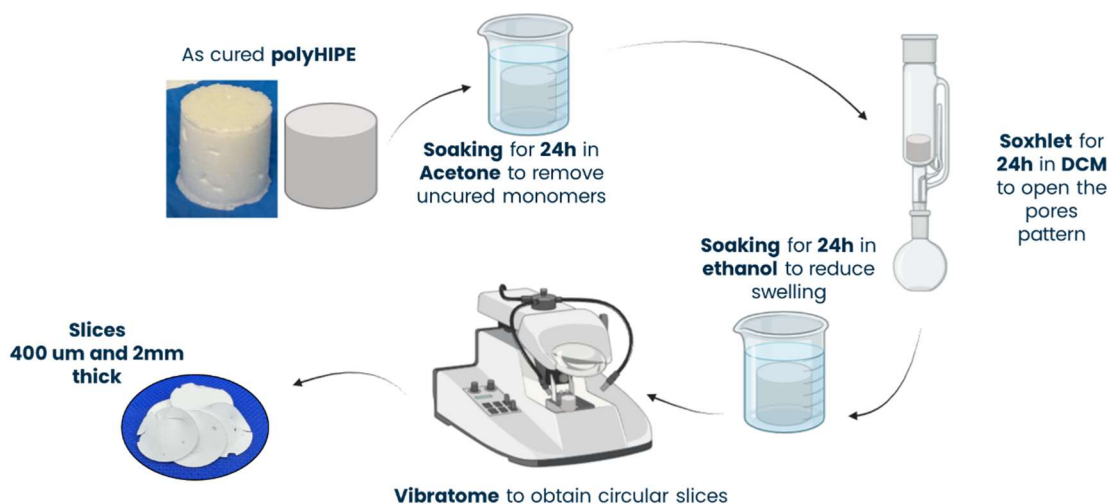 As cured polyHIPE
Soaking for 24h in
Acetone to remove
uncured monomers
Soxhlet for
24h in DCM
to open the
pores
pattern
Soaking for 24h in
ethanol to reduce
swelling
Vibratome to obtain circular slices
Slices
400 um and 2mm
thick